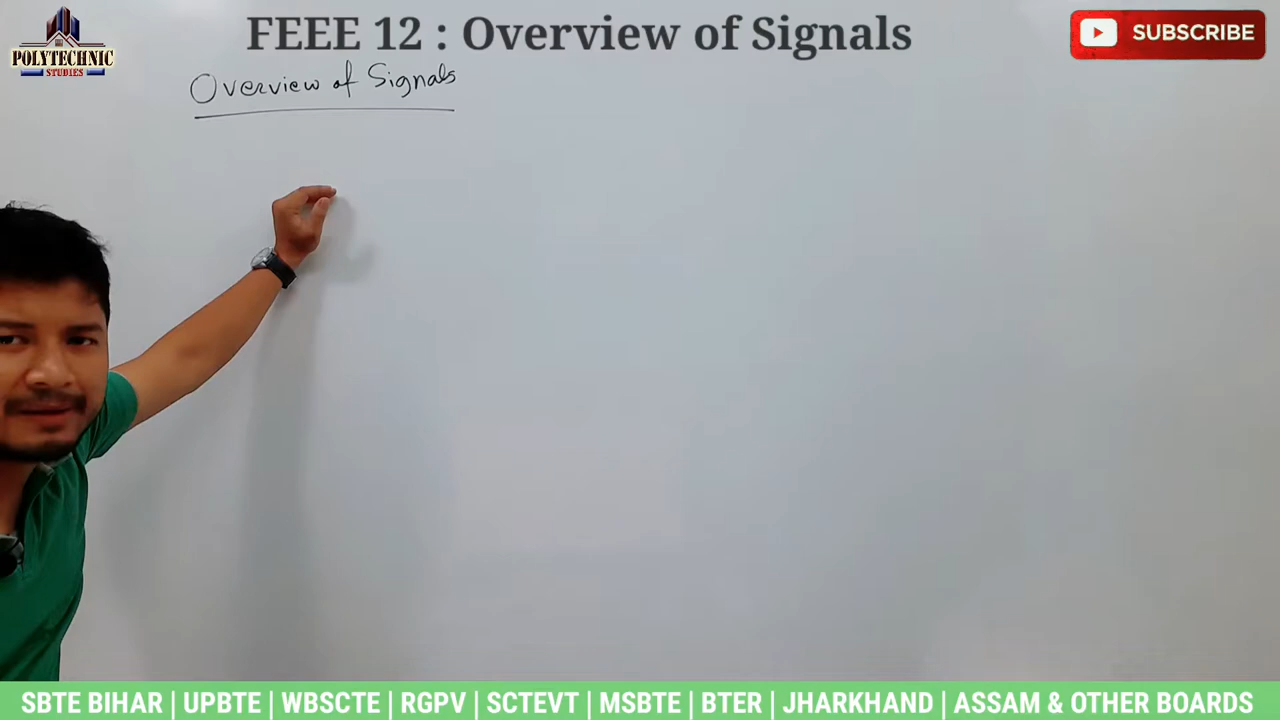 FEEE 12 : Overview of Signals
POLYTECHNIC
STUDIES
SUBSCRIBE
Overview of Signals
SBTE BIHAR | UPBTE | WBSCTE | RGPV | SCTEVT | MSBTE | BTER | JHARKHAND | ASSAM & OTHER BOARDS